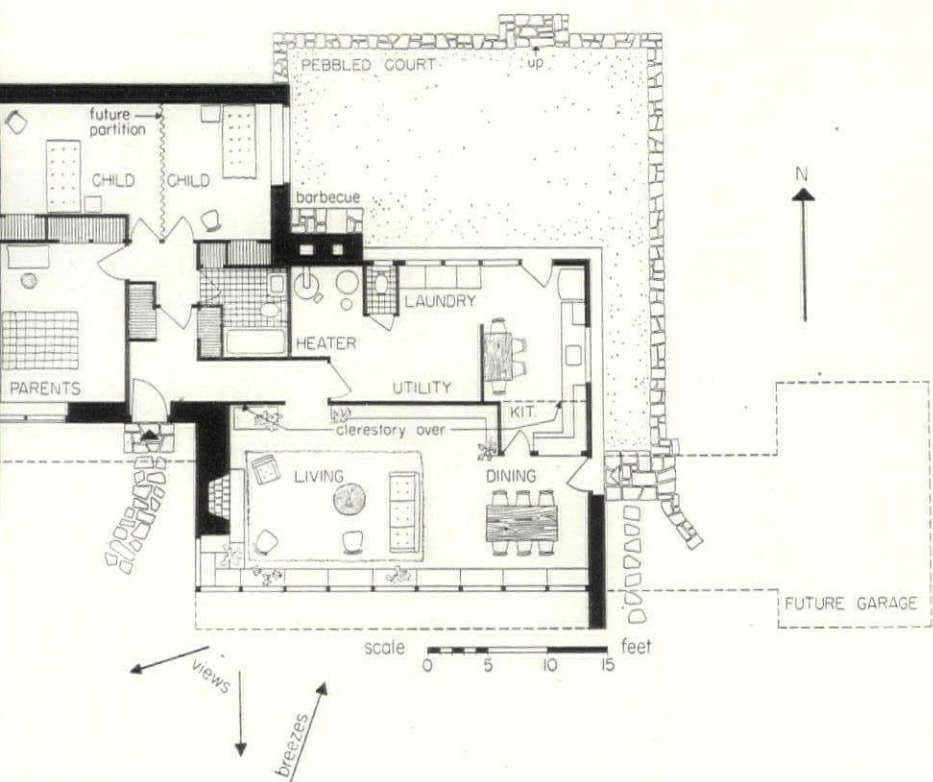 PEBBLED COURT
up
future
partition
CHILD
CHILD
barbecue
N
LAUNDRY
HEATER
PARENTS
UTILITY
KIT.
clerestory over
LIVING
DINING
FUTURE GARAGE
scale
feet
0 5 10 15
views
breezes